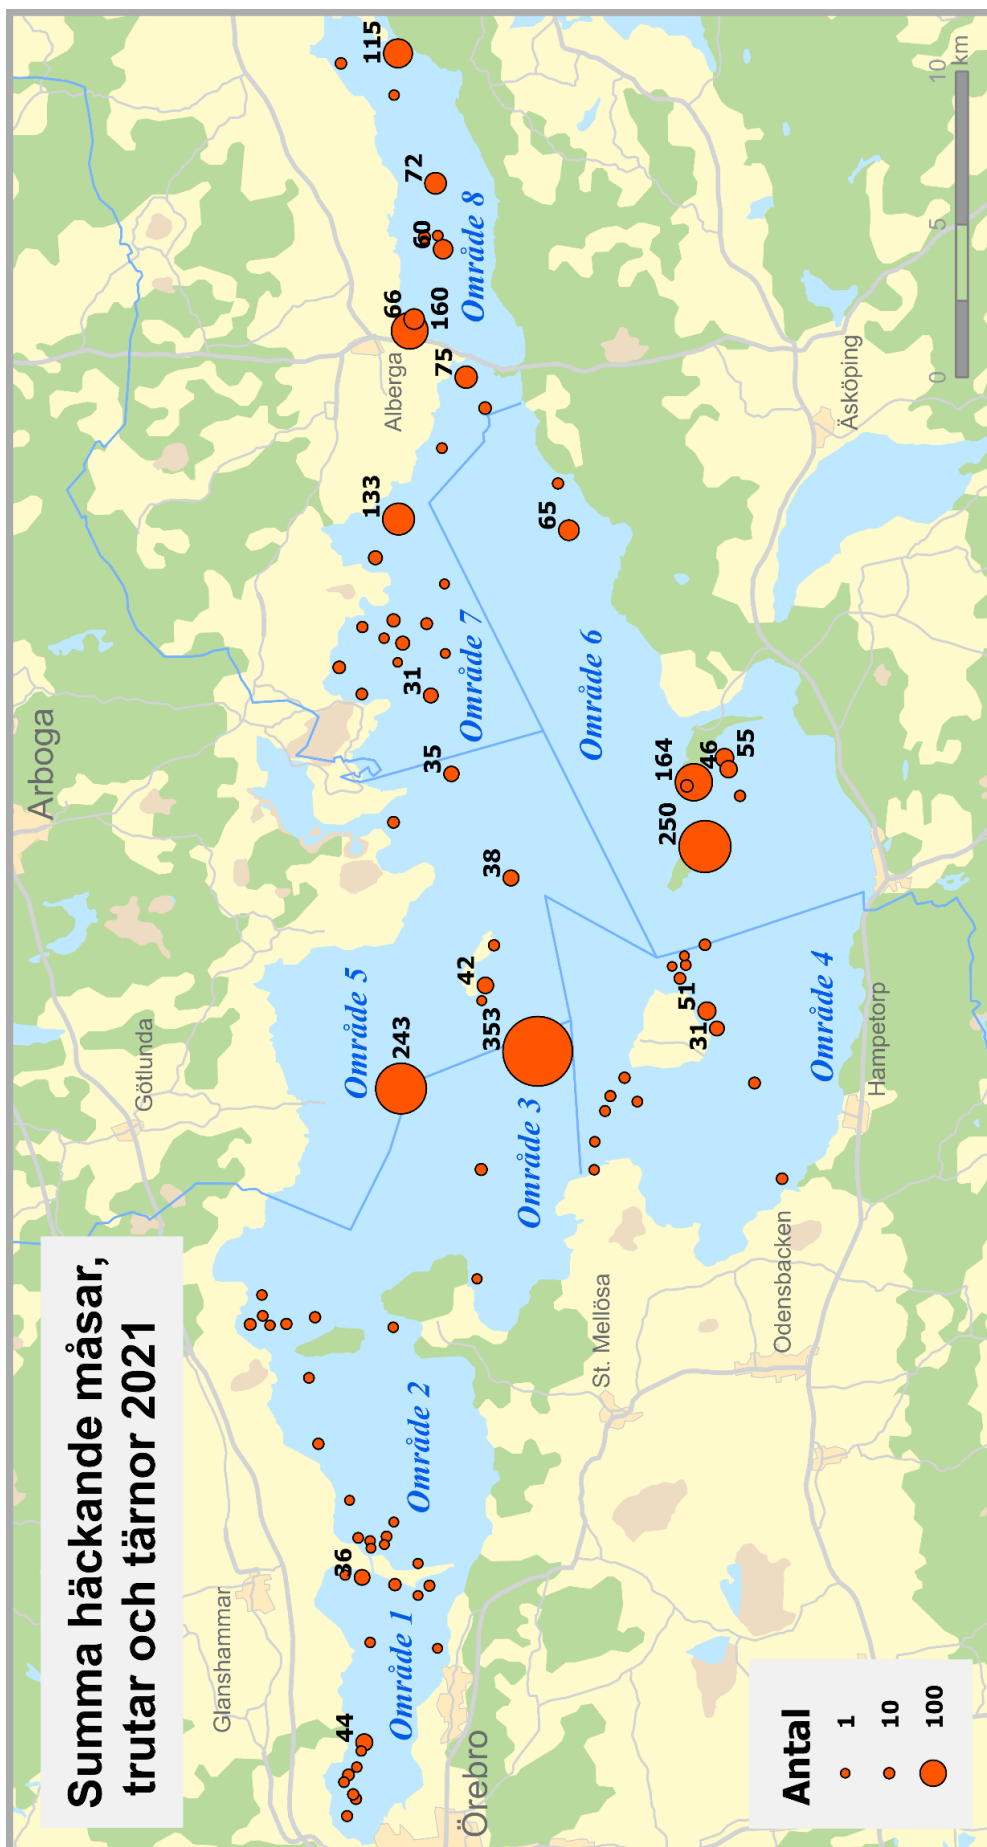 Summa häckande måsar,
trutar och tärnor 2021
Arboga
Götlunda
Glanshammar
Örebro
Alberga
Äsköping
Hampetorp
Odensbacken
St. Mellösa
Område 1
Område 2
Område 3
Område 4
Område 5
Område 6
Område 7
Område 8
44
36
243
353
42
38
35
31
133
75
66
160
60
72
115
65
164
46
55
250
51
31
Antal
1
10
100
0
5
10
km